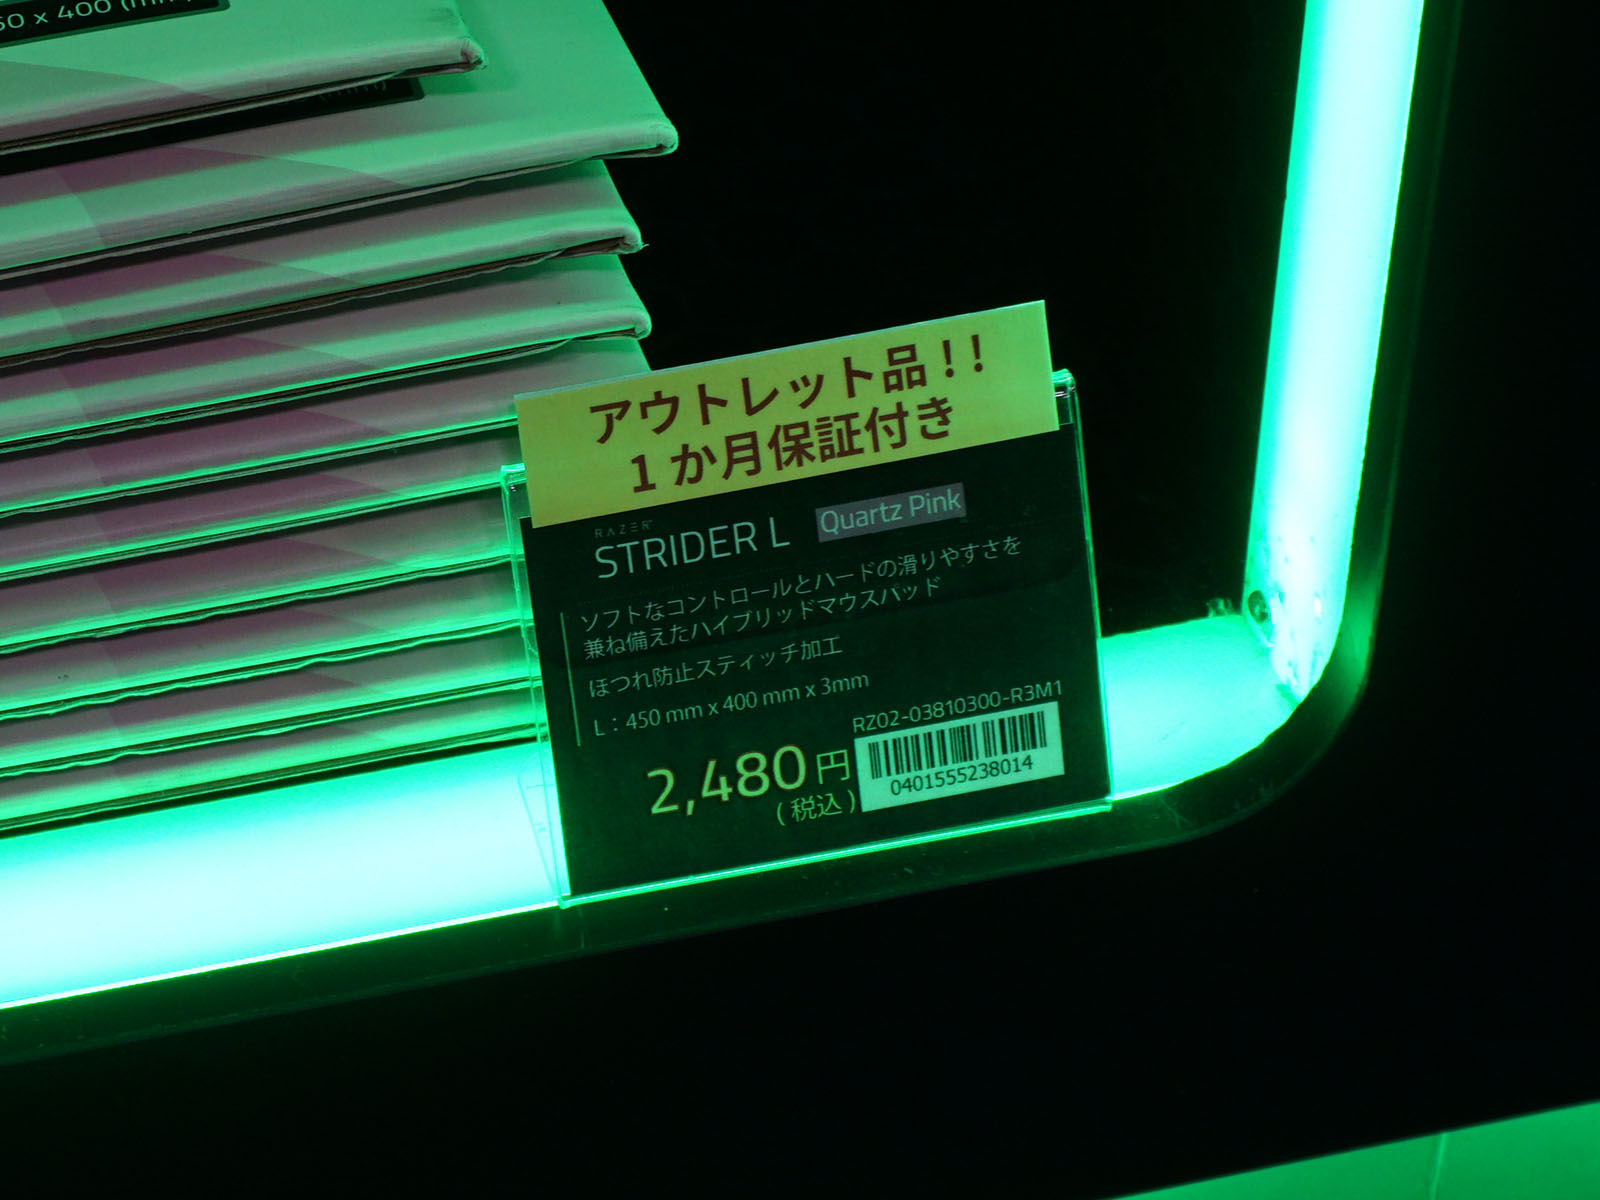 50 x 400 (mm)
(mm)
アウトレット品!!
1か月保証付き
RAZER
STRIDER L Quartz Pink
ソフトなコントロールとハードの滑りやすさを
兼ね備えたハイブリッドマウスパッド
ほつれ防止スティッチ加工
L:450 mm x 400 mm x 3mm
RZ02-03810300-R3M1
2,480円
(税込)
0401555238014